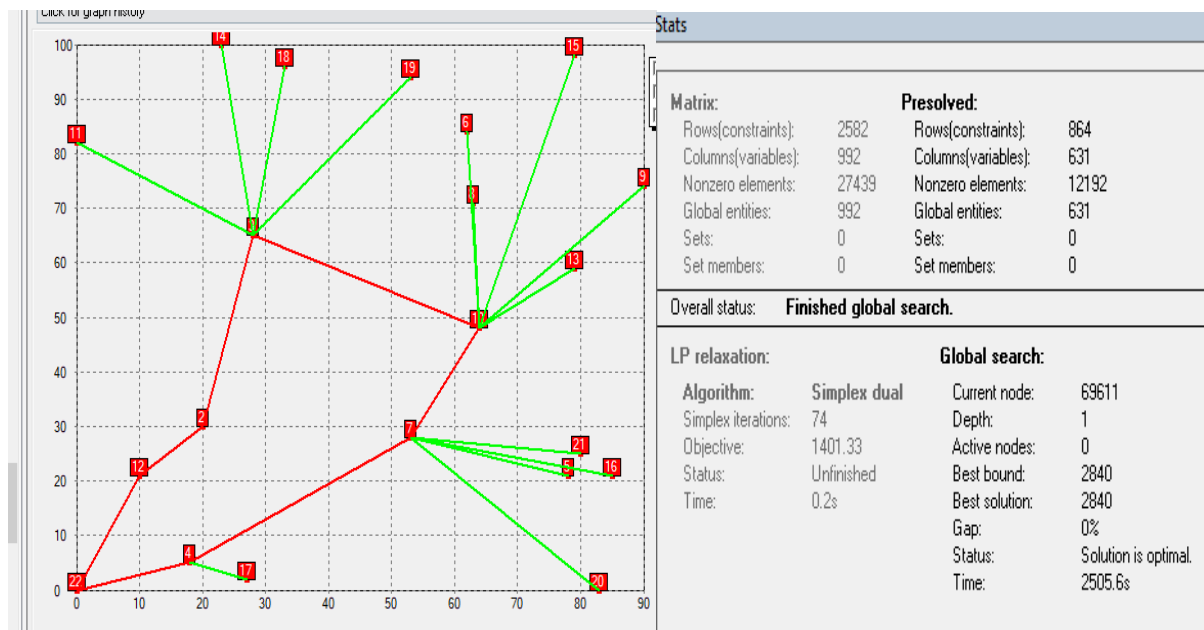 Click for graph history
100
90
80
70
60
50
40
30
20
10
0
0 10 20 30 40 50 60 70 80 90
14
18
19
15
11
6
9
13
2
7
21
12
5
16
4
17
22
20
Stats
Matrix: Presolved:
Rows(constraints): 2582 Rows(constraints): 864
Columns(variables): 992 Columns(variables): 631
Nonzero elements: 27439 Nonzero elements: 12192
Global entities: 992 Global entities: 631
Sets: 0 Sets: 0
Set members: 0 Set members: 0
Overall status: Finished global search.
LP relaxation: Global search:
Algorithm: Simplex dual Current node: 69611
Simplex iterations: 74 Depth: 1
Objective: 1401.33 Active nodes: 0
Status: Unfinished Best bound: 2840
Time: 0.2s Best solution: 2840
Gap: 0%
Status: Solution is optimal.
Time: 2505.6s